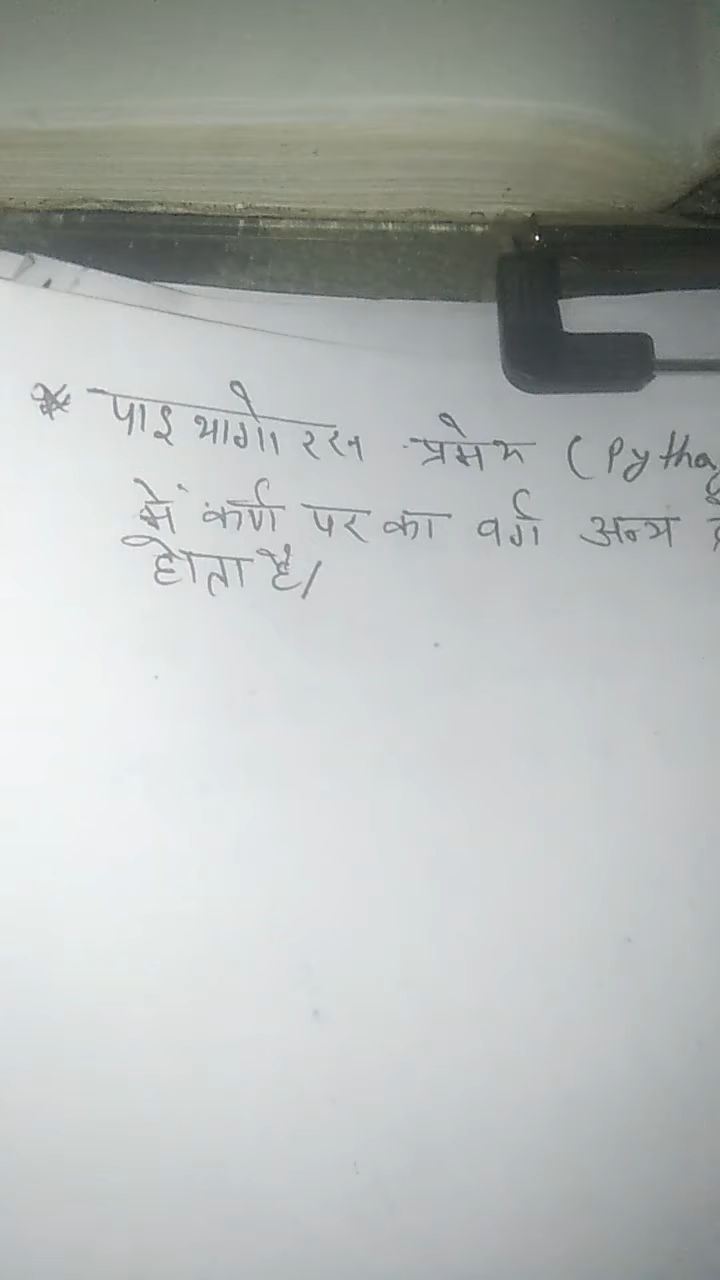 * पाइथागोरस प्रमेय (Pytha
में कर्ण पर का वर्ग अन्य
होता है।